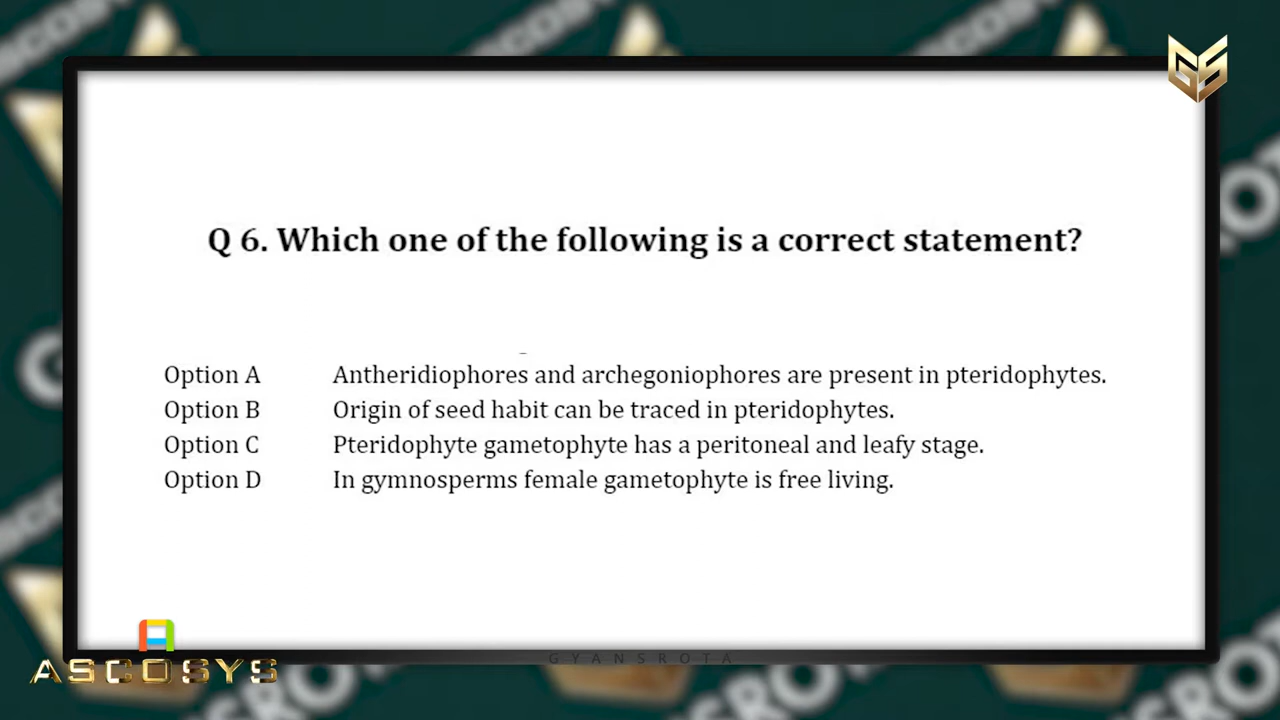 GS
Q 6. Which one of the following is a correct statement?
Option A Antheridiophores and archegoniophores are present in pteridophytes.
Option B Origin of seed habit can be traced in pteridophytes.
Option C Pteridophyte gametophyte has a peritoneal and leafy stage.
Option D In gymnosperms female gametophyte is free living.
GYANSROTA
ASCOSYS